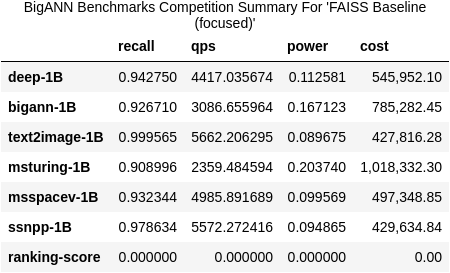 BigANN Benchmarks Competition Summary For 'FAISS Baseline
(focused)'
recall qps power cost
deep-1B 0.942750 4417.035674 0.112581 545,952.10
bigann-1B 0.926710 3086.655964 0.167123 785,282.45
text2image-1B 0.999565 5662.206295 0.089675 427,816.28
msturing-1B 0.908996 2359.484594 0.203740 1,018,332.30
msspacev-1B 0.932344 4985.891689 0.099569 497,348.85
ssnpp-1B 0.978634 5572.272416 0.094865 429,634.84
ranking-score 0.000000 0.000000 0.000000 0.00